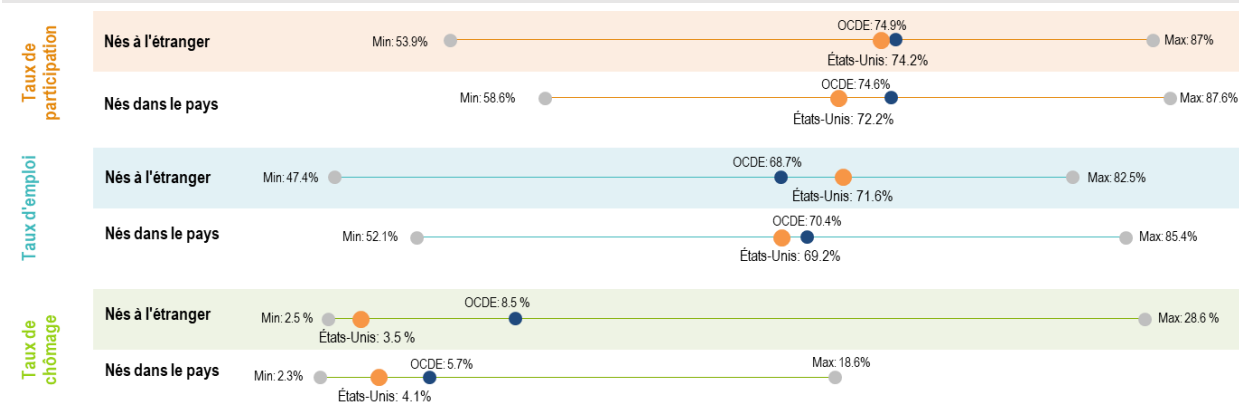 Taux de
participation
Nés à l'étranger
Min: 53.9%
OCDE: 74.9%
États-Unis: 74.2%
Max: 87%
Nés dans le pays
Min: 58.6%
OCDE: 74.6%
États-Unis: 72.2%
Max: 87.6%
Taux d'emploi
Nés à l'étranger
Min: 47.4%
OCDE: 68.7%
États-Unis: 71.6%
Max: 82.5%
Nés dans le pays
Min: 52.1%
OCDE: 70.4%
États-Unis: 69.2%
Max: 85.4%
Taux de
chômage
Nés à l'étranger
Min: 2.5 %
OCDE: 8.5 %
États-Unis: 3.5 %
Max: 28.6 %
Nés dans le pays
Min: 2.3%
OCDE: 5.7%
États-Unis: 4.1%
Max: 18.6%